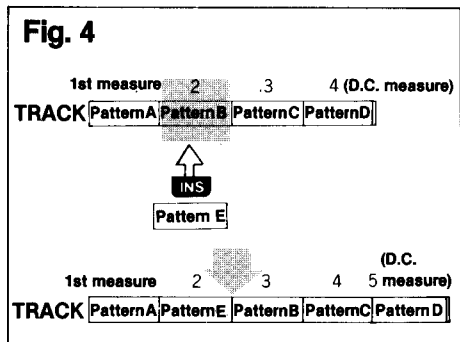 Fig. 4
1st measure 2 3 4 (D.C. measure)
TRACK PatternA PatternB PatternC PatternD
INS
Pattern E
(D.C.
1st measure 2 3 4 5 measure)
TRACK PatternA PatternE PatternB PatternC Pattern D